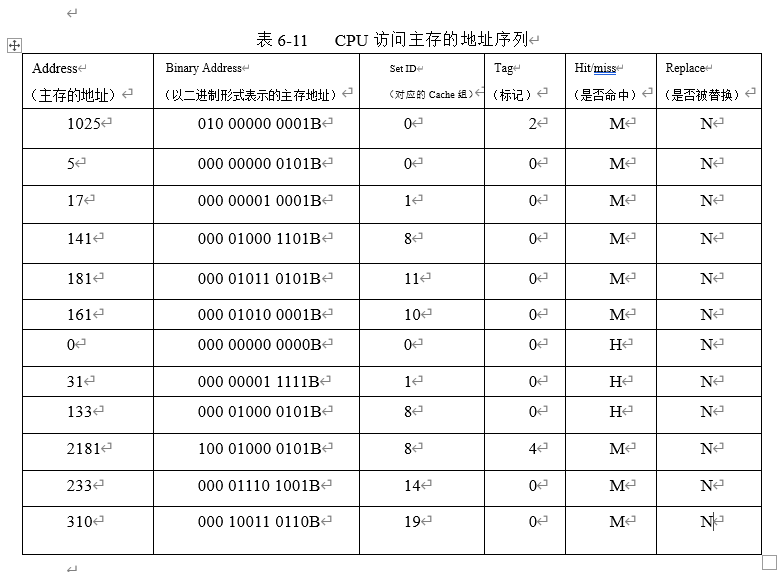 表 6-11 CPU 访问主存的地址序列
Address Binary Address Set ID Tag Hit/miss Replace
（主存的地址） （以二进制形式表示的主存地址） （对应的 Cache 组） （标记） （是否命中） （是否被替换）
1025 010 00000 0001B 0 2 M N
5 000 00000 0101B 0 0 M N
17 000 00001 0001B 1 0 M N
141 000 01000 1101B 8 0 M N
181 000 01011 0101B 11 0 M N
161 000 01010 0001B 10 0 M N
0 000 00000 0000B 0 0 H N
31 000 00001 1111B 1 0 H N
133 000 01000 0101B 8 0 H N
2181 100 01000 0101B 8 4 M N
233 000 01110 1001B 14 0 M N
310 000 10011 0110B 19 0 M N